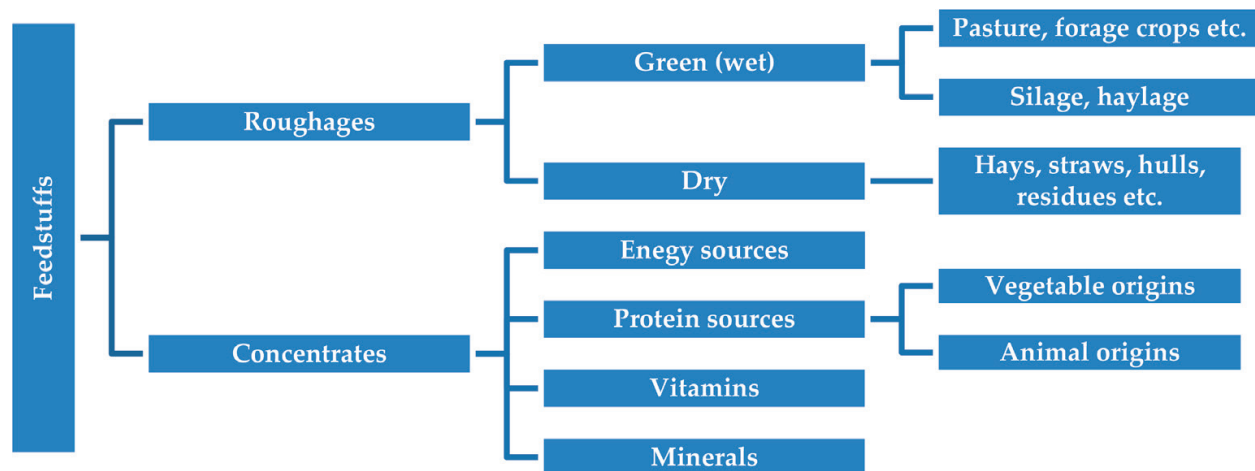 Feedstuffs
Roughages
Green (wet)
Pasture, forage crops etc.
Silage, haylage
Dry
Hays, straws, hulls,
residues etc.
Concentrates
Enegy sources
Protein sources
Vegetable origins
Animal origins
Vitamins
Minerals